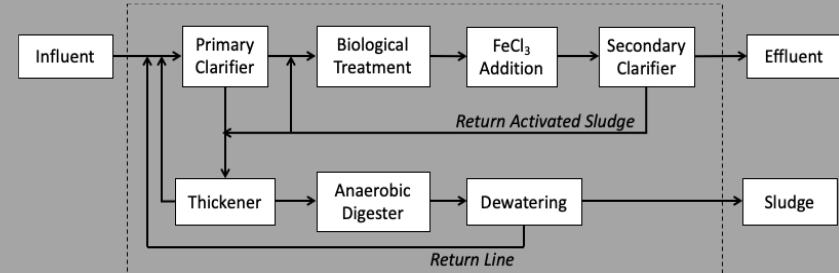 Influent
Primary
Clarifier
Biological
Treatment
FeCl₃
Addition
Secondary
Clarifier
Effluent
Return Activated Sludge
Thickener
Anaerobic
Digester
Dewatering
Sludge
Return Line